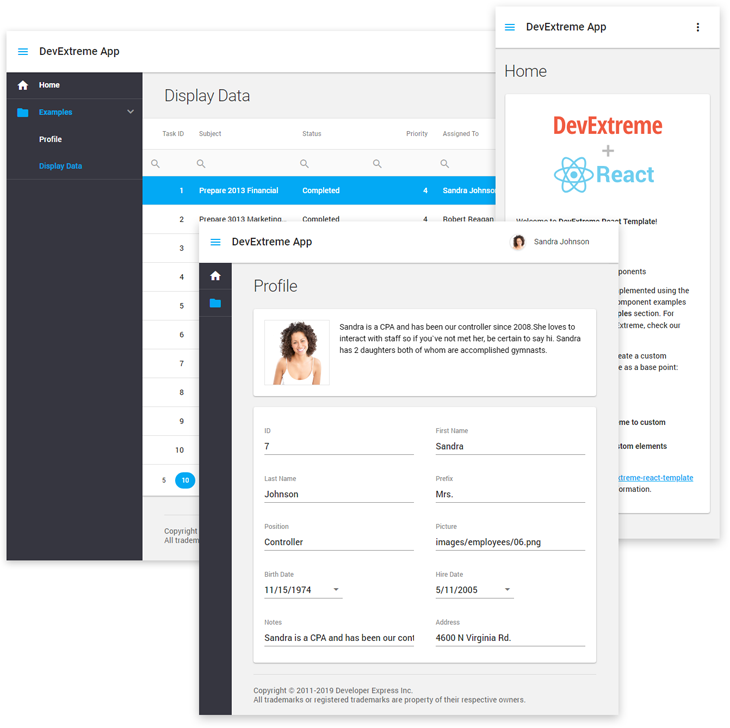 DevExtreme App
Home
Examples
Profile
Display Data
Display Data
Task ID Subject Status Priority Assigned To
1 Prepare 2013 Financial Completed 4 Sandra Johnson
2 Prepare 3013 Marketing... Completed 4 Robert Reagan
3
4
5
6
7
8
9
10
5 10
Copyright
All tradem
DevExtreme App
Home
DevExtreme
+
React
Welcome to DevExtreme React Template!
ponents
plemented using the
omponent examples
ples section. For
Extreme, check our
eate a custom
e as a base point:
me to custom
stom elements
xtreme-react-template
ormation.
DevExtreme App
Sandra Johnson
Profile
Sandra is a CPA and has been our controller since 2008.She loves to
interact with staff so if you`ve not met her, be certain to say hi. Sandra
has 2 daughters both of whom are accomplished gymnasts.
ID First Name
7 Sandra
Last Name Prefix
Johnson Mrs.
Position Picture
Controller images/employees/06.png
Birth Date Hire Date
11/15/1974 5/11/2005
Notes Address
Sandra is a CPA and has been our cont 4600 N Virginia Rd.
Copyright © 2011-2019 Developer Express Inc.
All trademarks or registered trademarks are property of their respective owners.